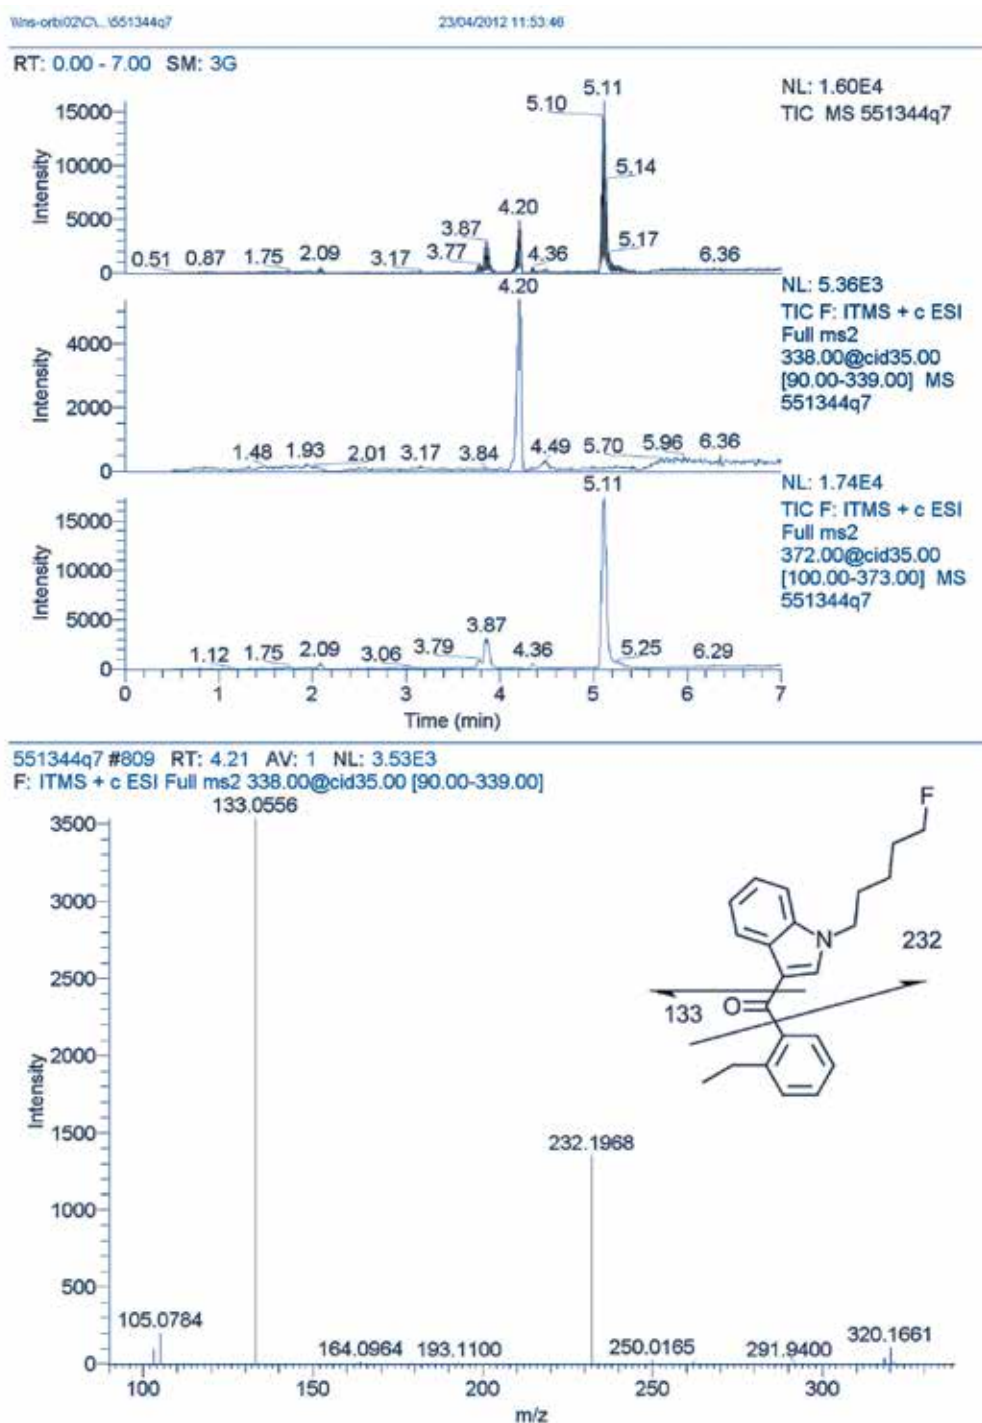 \\ms-orbi02\C\...\551344q7 23/04/2012 11:53:46
RT: 0.00 - 7.00 SM: 3G
NL: 1.60E4
TIC MS 551344q7
Intensity
15000
10000
5000
0
0.51 0.87 1.75 2.09 3.17 3.77 3.87 4.20 4.36 5.10 5.11 5.14 5.17 6.36
NL: 5.36E3
TIC F: ITMS + c ESI
Full ms2
338.00@cid35.00
[90.00-339.00] MS
551344q7
Intensity
4000
2000
0
1.48 1.93 2.01 3.17 3.84 4.20 4.49 5.70 5.96 6.36
NL: 1.74E4
TIC F: ITMS + c ESI
Full ms2
372.00@cid35.00
[100.00-373.00] MS
551344q7
Intensity
15000
10000
5000
0
1.12 1.75 2.09 3.06 3.79 3.87 4.36 5.11 5.25 6.29
0 1 2 3 4 5 6 7
Time (min)
551344q7 #809 RT: 4.21 AV: 1 NL: 3.53E3
F: ITMS + c ESI Full ms2 338.00@cid35.00 [90.00-339.00]
Intensity
3500
3000
2500
2000
1500
1000
500
0
133.0556
232.1968
105.0784
164.0964 193.1100 250.0165 291.9400 320.1661
F
N
232
133
O
100 150 200 250 300
m/z